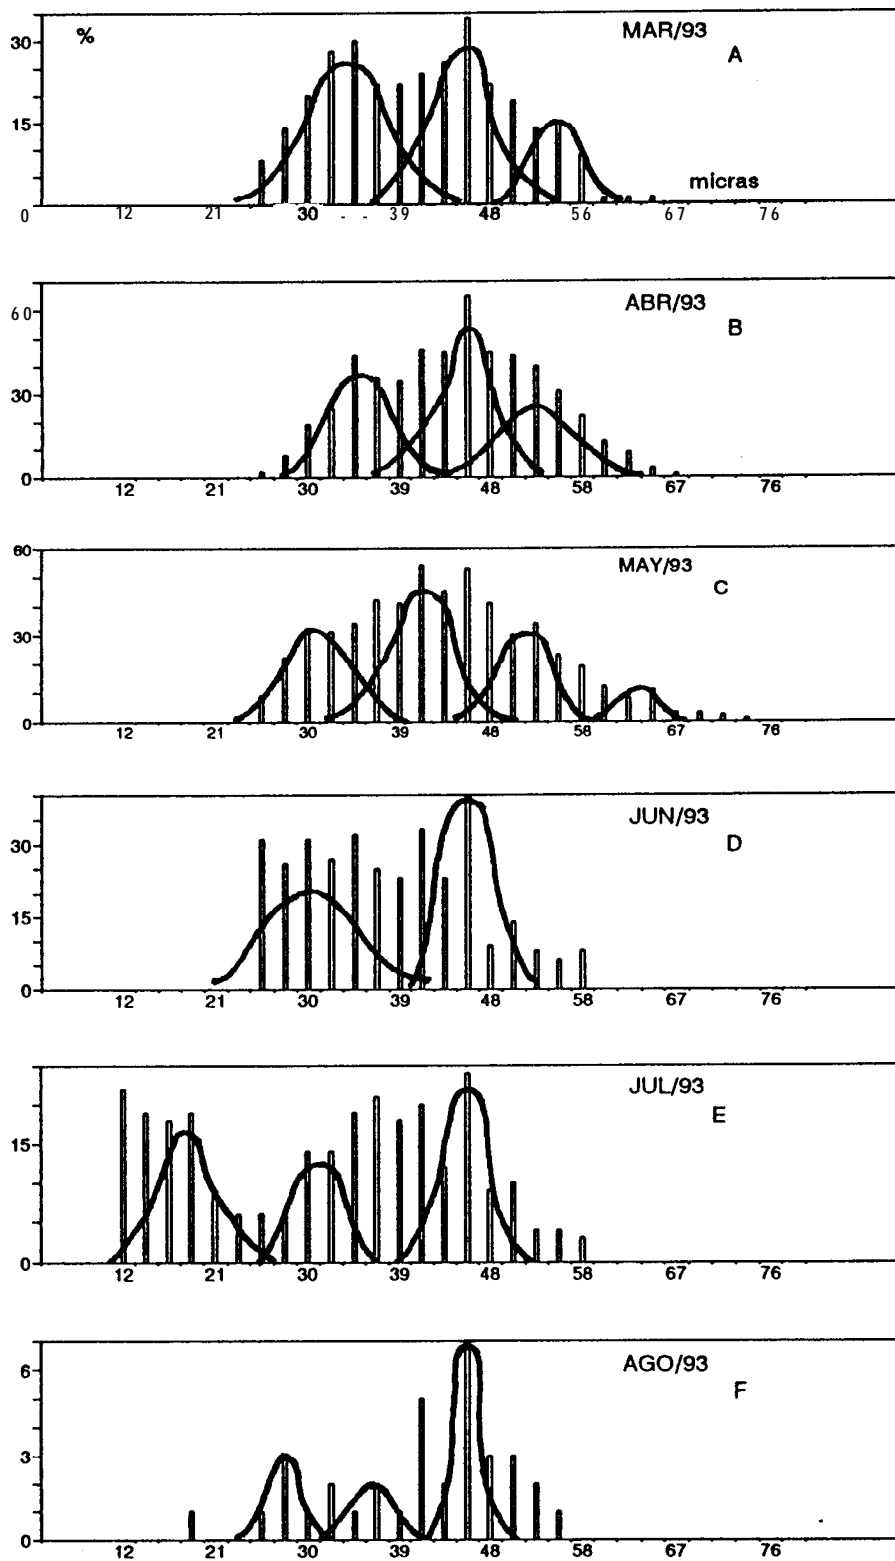 % MAR/93
30 A
15
micras
0 12 21 30 39 48 56 67 76
60 ABR/93
B
30
0
12 21 30 39 48 58 67 76
60
MAY/93
C
30
0
12 21 30 39 48 58 67 76
JUN/93
30 D
15
0
12 21 30 39 48 58 67 76
JUL/93
E
15
0
12 21 30 39 48 58 67 76
6 AGO/93
F
3
0
12 21 30 39 48 58 67 76